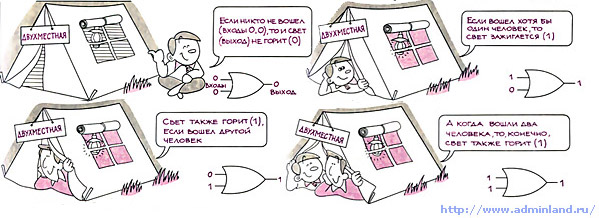 ДВУХМЕСТНАЯ
ЕСЛИ НИКТО НЕ ВОШЕЛ
(ВХОДЫ 0,0), ТО И СВЕТ
(ВЫХОД) НЕ ГОРИТ (0)
0
ВХОДЫ
0
0
ВЫХОД
ДВУХМЕСТНАЯ
ЕСЛИ ВОШЕЛ ХОТЯ БЫ
ОДИН ЧЕЛОВЕК, ТО
СВЕТ ЗАЖИГАЕТСЯ (1)
1
0
1
ДВУХМЕСТНАЯ
СВЕТ ТАКЖЕ ГОРИТ (1),
ЕСЛИ ВОШЕЛ ДРУГОЙ
ЧЕЛОВЕК
0
1
1
ДВУХМЕСТНАЯ
А КОГДА ВОШЛИ ДВА
ЧЕЛОВЕКА, ТО, КОНЕЧНО,
СВЕТ ТАКЖЕ ГОРИТ (1)
1
1
1
http://www.adminland.ru/